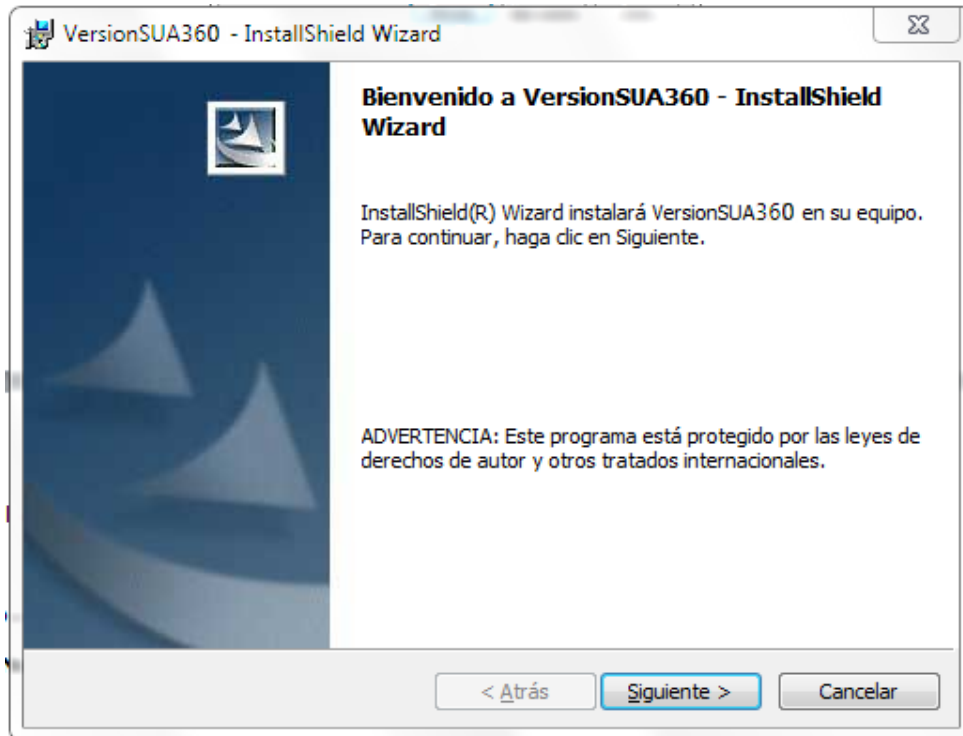 VersionSUA360 - InstallShield Wizard
Bienvenido a VersionSUA360 - InstallShield
Wizard
InstallShield(R) Wizard instalará VersionSUA360 en su equipo.
Para continuar, haga clic en Siguiente.
ADVERTENCIA: Este programa está protegido por las leyes de
derechos de autor y otros tratados internacionales.
< Atrás Siguiente > Cancelar